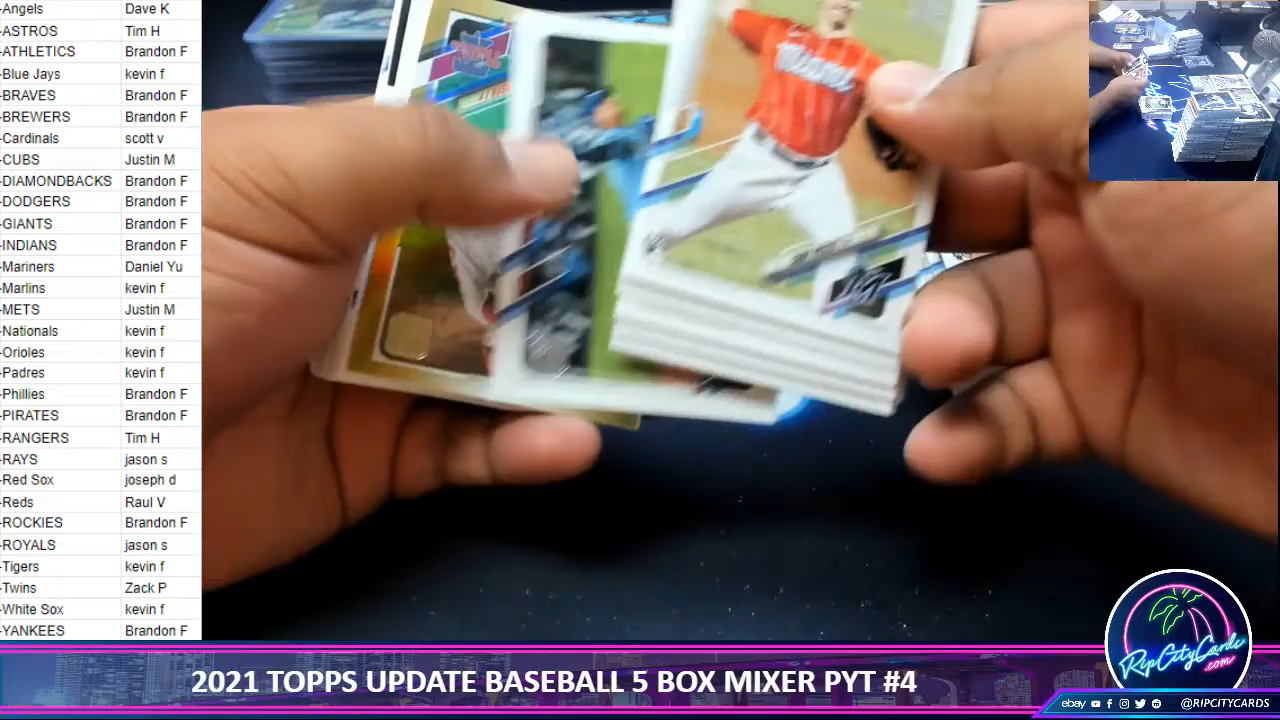 -Angels Dave K
-ASTROS Tim H
-ATHLETICS Brandon F
-Blue Jays kevin f
-BRAVES Brandon F
-BREWERS Brandon F
-Cardinals scott v
-CUBS Justin M
-DIAMONDBACKS Brandon F
-DODGERS Brandon F
-GIANTS Brandon F
-INDIANS Brandon F
-Mariners Daniel Yu
-Marlins kevin f
-METS Justin M
-Nationals kevin f
-Orioles kevin f
-Padres kevin f
-Phillies Brandon F
-PIRATES Brandon F
-RANGERS Tim H
-RAYS jason s
-Red Sox joseph d
-Reds Raul V
-ROCKIES Brandon F
-ROYALS jason s
-Tigers kevin f
-Twins Zack P
-White Sox kevin f
-YANKEES Brandon F
RipCityCards
.com
2021 TOPPS UPDATE BASEBALL 5 BOX MIXER PYT #4
ebay @RIPCITYCARDS